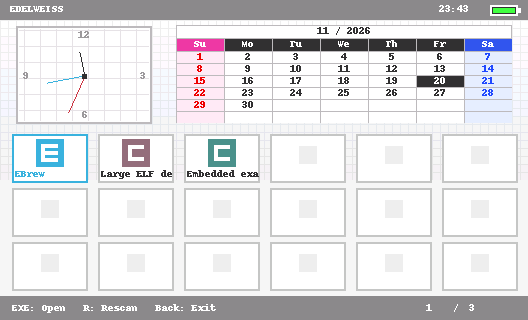 EDELWEISS 23:43
12
9 3
6
11 / 2026
Su Mo Tu We Th Fr Sa
1 2 3 4 5 6 7
8 9 10 11 12 13 14
15 16 17 18 19 20 21
22 23 24 25 26 27 28
29 30
EBrew Large ELF de Embedded exa
EXE: Open R: Rescan Back: Exit 1 / 3